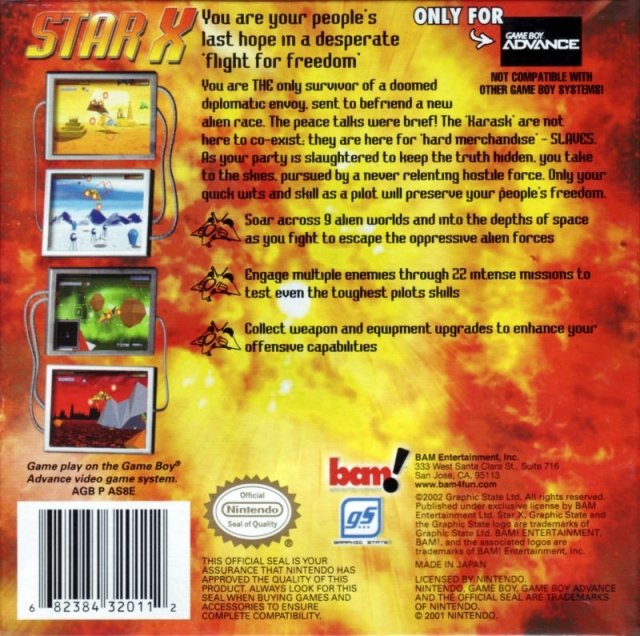 STAR X
You are your people's
last hope in a desperate
'flight for freedom'
ONLY FOR
GAME BOY
ADVANCE
NOT COMPATIBLE WITH
OTHER GAME BOY SYSTEMS!
You are THE only survivor of a doomed
diplomatic envoy, sent to befriend a new
alien race. The peace talks were brief! The 'Harask' are not
here to co-exist, they are here for 'hard merchandise' - SLAVES.
As your party is slaughtered to keep the truth hidden, you take
to the skies, pursued by a never relenting hostile force. Only your
quick wits and skill as a pilot will preserve your people's freedom.
Soar across 9 alien worlds and into the depths of space
as you fight to escape the oppressive alien forces
Engage multiple enemies through 22 intense missions to
test even the toughest pilots skills
Collect weapon and equipment upgrades to enhance your
offensive capabilities
Game play on the Game Boy®
Advance video game system.
AGB P AS8E
6 82384 32011 2
Official
Nintendo
Seal of Quality
®
THIS OFFICIAL SEAL IS YOUR
ASSURANCE THAT NINTENDO HAS
APPROVED THE QUALITY OF THIS
PRODUCT. ALWAYS LOOK FOR THIS
SEAL WHEN BUYING GAMES AND
ACCESSORIES TO ENSURE
COMPLETE COMPATIBILITY.
bam!
gs
GRAPHIC STATE
BAM Entertainment, Inc.
333 West Santa Clara St., Suite 716
San Jose, CA. 95113
www.bam4fun.com
©2002 Graphic State Ltd. All rights reserved.
Published under exclusive license by BAM
Entertainment Ltd. Star X, Graphic State and
the Graphic State logo are trademarks of
Graphic State Ltd. BAM! ENTERTAINMENT,
BAM!, and the associated logos are
trademarks of BAM! Entertainment, Inc.
MADE IN JAPAN
LICENSED BY NINTENDO.
NINTENDO, GAME BOY, GAME BOY ADVANCE
AND THE OFFICIAL SEAL ARE TRADEMARKS
OF NINTENDO.
© 2001 NINTENDO.